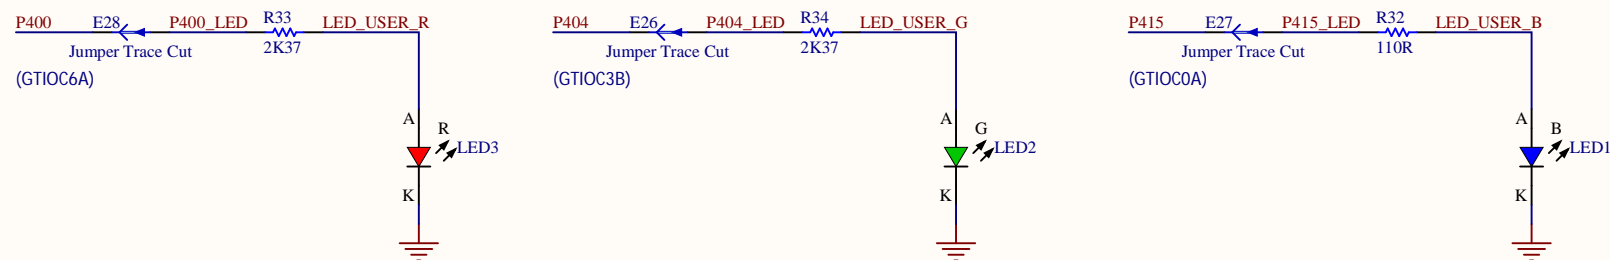 P400 E28 P400_LED R33 LED_USER_R
Jumper Trace Cut 2K37
(GTIOC6A)
A
R
LED3
K
P404 E26 P404_LED R34 LED_USER_G
Jumper Trace Cut 2K37
(GTIOC3B)
A
G
LED2
K
P415 E27 P415_LED R32 LED_USER_B
Jumper Trace Cut 110R
(GTIOC0A)
A
B
LED1
K